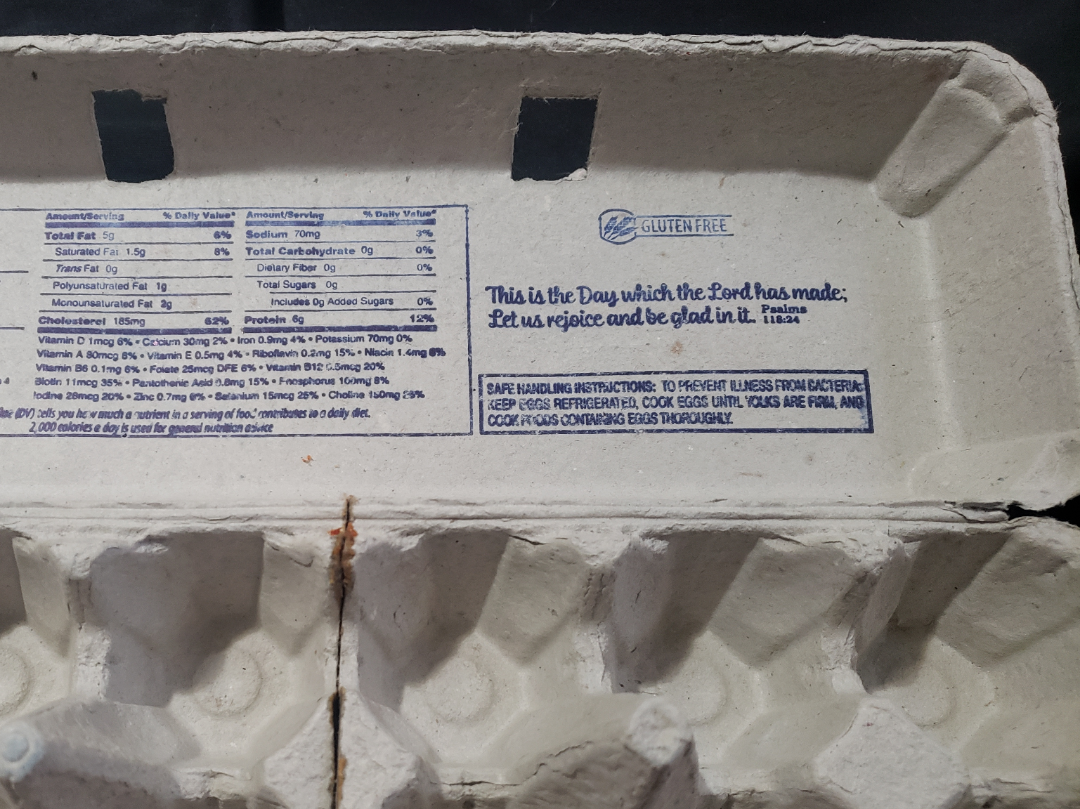 Amount/Serving % Daily Value*
Total Fat 5g 6%
Saturated Fat 1.5g 8%
Trans Fat 0g
Polyunsaturated Fat 1g
Monounsaturated Fat 2g
Cholesterol 185mg 62%
Amount/Serving % Daily Value*
Sodium 70mg 3%
Total Carbohydrate 0g 0%
Dietary Fiber 0g 0%
Total Sugars 0g
Includes 0g Added Sugars 0%
Protein 6g 12%
Vitamin D 1mcg 6% • Calcium 30mg 2% • Iron 0.9mg 4% • Potassium 70mg 0%
Vitamin A 80mcg 8% • Vitamin E 0.5mg 4% • Riboflavin 0.2mg 15% • Niacin 1.4mg 8%
Vitamin B6 0.1mg 6% • Folate 25mcg DFE 6% • Vitamin B12 0.5mcg 20%
Biotin 11mcg 35% • Pantothenic Acid 0.8mg 15% • Phosphorus 100mg 8%
Iodine 28mcg 20% • Zinc 0.7mg 6% • Selenium 15mcg 25% • Choline 150mg
(DV) tells you how much a nutrient in a serving of food contributes to a daily diet.
2,000 calories a day is used for general nutrition advice
GLUTEN FREE
This is the Day which the Lord has made;
Let us rejoice and be glad in it. Psalms 118:24
SAFE HANDLING INSTRUCTIONS: TO PREVENT ILLNESS FROM BACTERIA:
KEEP EGGS REFRIGERATED, COOK EGGS UNTIL YOLKS ARE FIRM, AND
COOK FOODS CONTAINING EGGS THOROUGHLY.